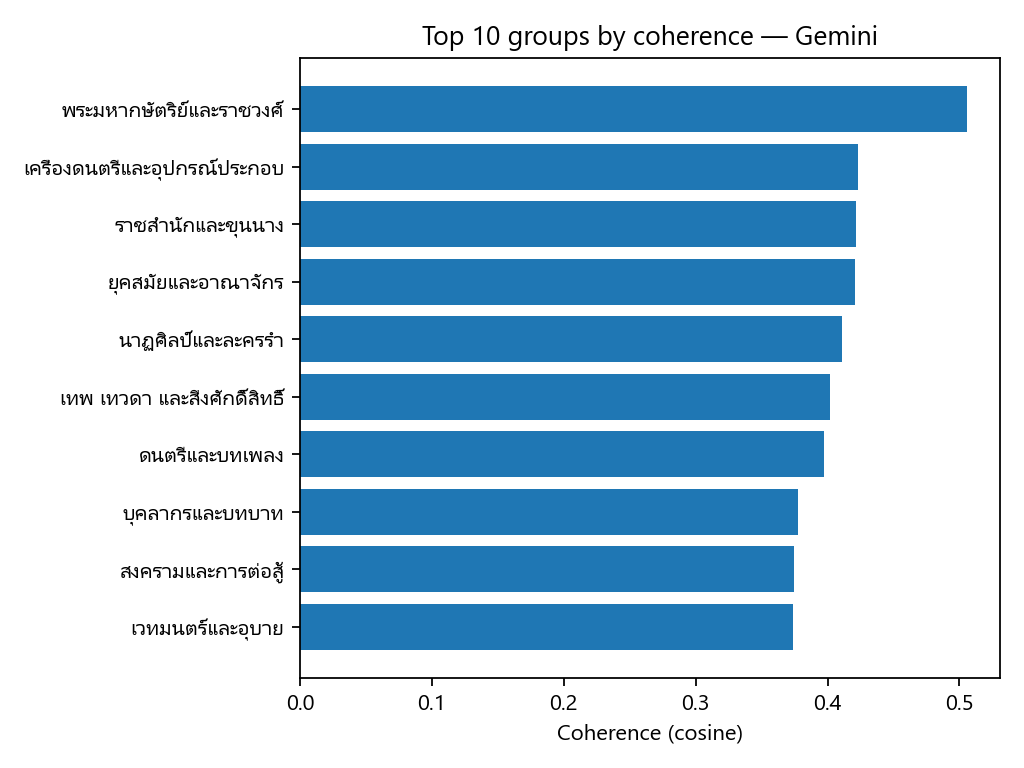 Top 10 groups by coherence — Gemini
พระมหากษัตริย์และราชวงศ์
เครื่องดนตรีและอุปกรณ์ประกอบ
ราชสำนักและขุนนาง
ยุคสมัยและอาณาจักร
นาฏศิลป์และละครรำ
เทพ เทวดา และสิ่งศักดิ์สิทธิ์
ดนตรีและบทเพลง
บุคลากรและบทบาท
สงครามและการต่อสู้
เวทมนตร์และอุบาย
0.0 0.1 0.2 0.3 0.4 0.5
Coherence (cosine)